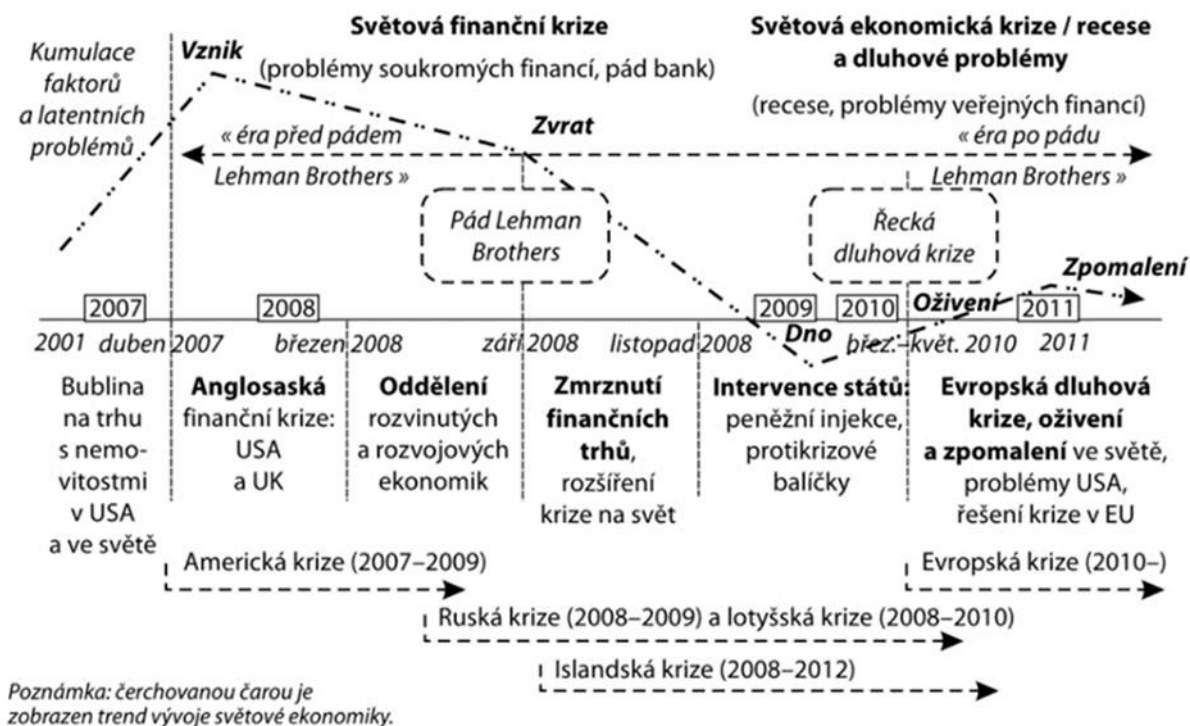 Kumulace
faktorů
a latentních
problémů
Vznik
Světová finanční krize
(problémy soukromých financí, pád bank)
Světová ekonomická krize / recese
a dluhové problémy
(recese, problémy veřejných financí)
« éra před pádem
Lehman Brothers »
Zvrat
« éra po pádu
Lehman Brothers »
Pád Lehman
Brothers
Řecká
dluhová krize
Zpomalení
2007
2008
2009
2010
Oživení
2011
2001
duben 2007
březen 2008
září 2008
listopad 2008
Dno
břez.–květ. 2010
2011
Bublina
na trhu
s nemo-
vitostmi
v USA
a ve světě
Anglosaská
finanční krize:
USA
a UK
Oddělení
rozvinutých
a rozvojových
ekonomik
Zmrznutí
finančních
trhů,
rozšíření
krize na svět
Intervence států:
peněžní injekce,
protikrizové
balíčky
Evropská dluhová
krize, oživení
a zpomalení ve světě,
problémy USA,
řešení krize v EU
Americká krize (2007–2009)
Evropská krize (2010–)
Ruská krize (2008–2009) a lotyšská krize (2008–2010)
Islandská krize (2008–2012)
Poznámka: čerchovanou čarou je
zobrazen trend vývoje světové ekonomiky.